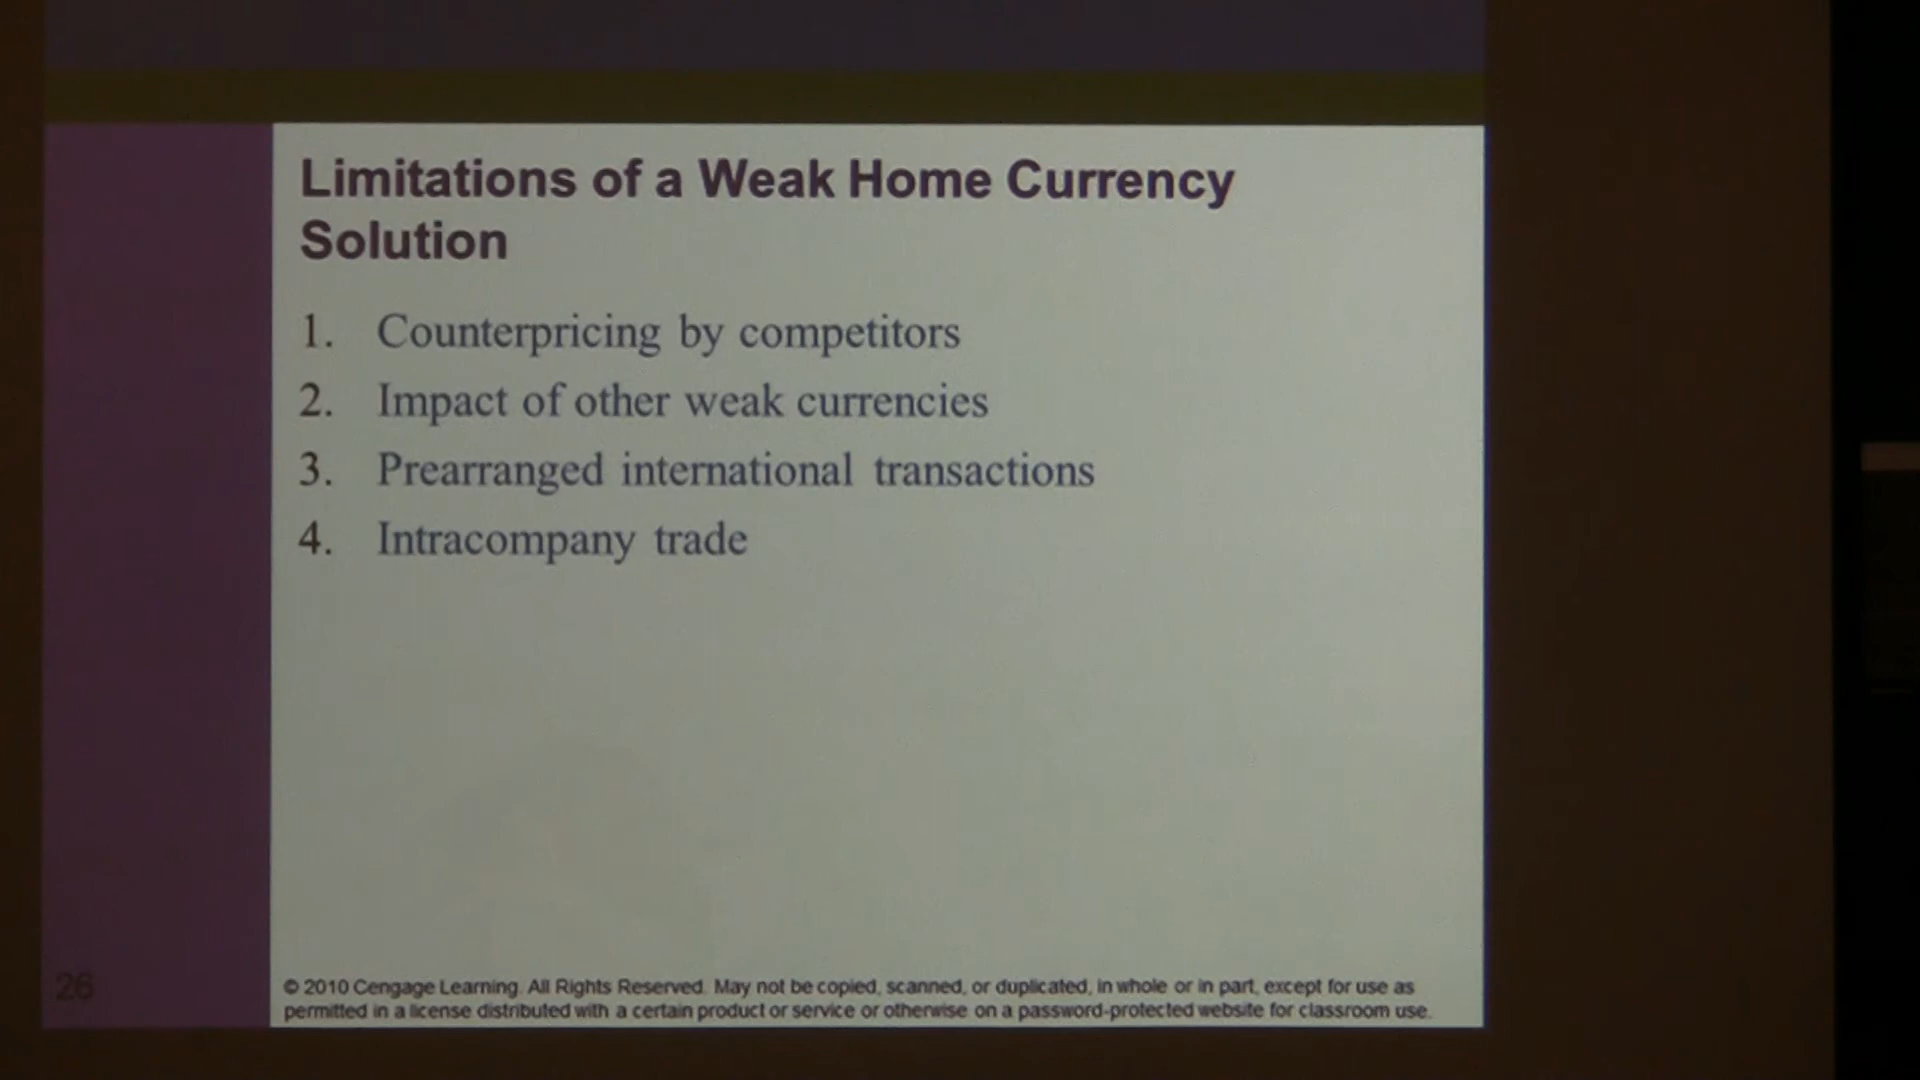 Limitations of a Weak Home Currency
Solution
1. Counterpricing by competitors
2. Impact of other weak currencies
3. Prearranged international transactions
4. Intracompany trade
26
© 2010 Cengage Learning. All Rights Reserved. May not be copied, scanned, or duplicated, in whole or in part, except for use as
permitted in a license distributed with a certain product or service or otherwise on a password-protected website for classroom use.